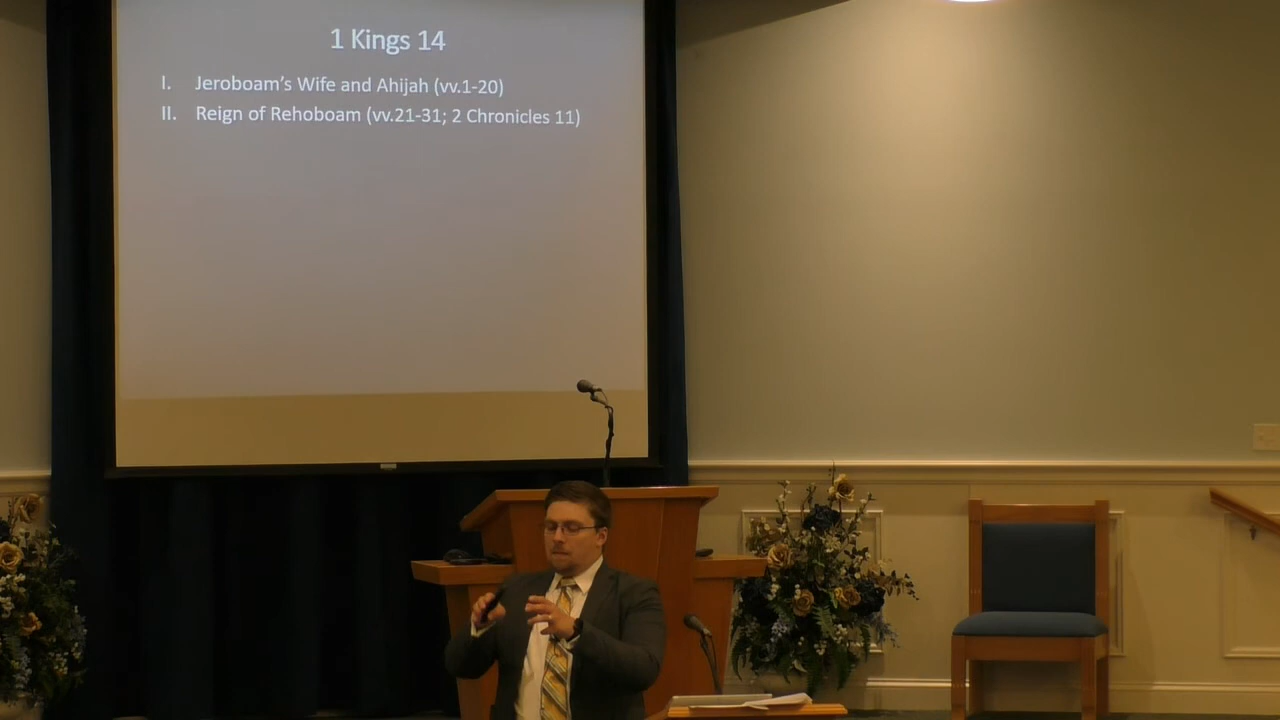 1 Kings 14
I. Jeroboam's Wife and Ahijah (vv.1-20)
II. Reign of Rehoboam (vv.21-31; 2 Chronicles 11)